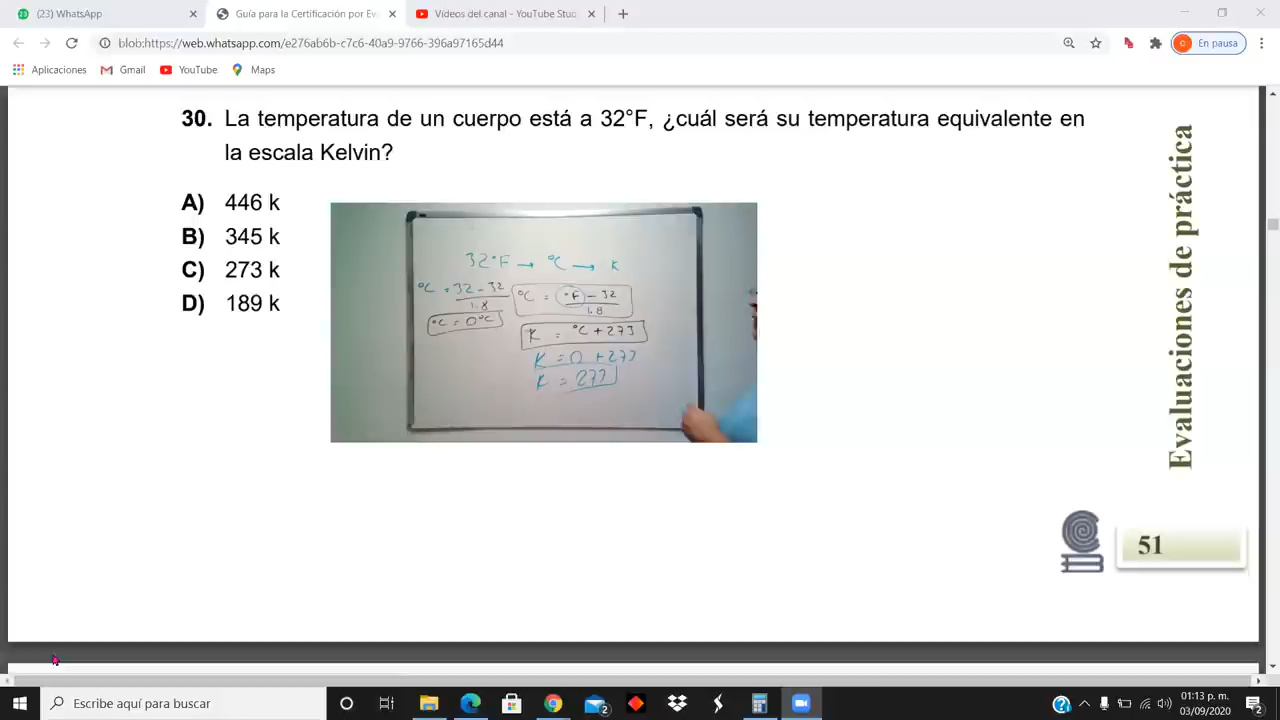 (23) WhatsApp
Guía para la Certificación por Ev
Videos del canal - YouTube Stud
blob:https://web.whatsapp.com/e276ab6b-c7c6-40a9-9766-396a97165d44
En pausa
Aplicaciones
Gmail
YouTube
Maps
30. La temperatura de un cuerpo está a 32°F, ¿cuál será su temperatura equivalente en
la escala Kelvin?
A) 446 k
B) 345 k
C) 273 k
D) 189 k
32°F → °C → K
°C = 32 - 32
1.8
°C = 0°C
°C = °F - 32
1.8
K = °C + 273
K = 0 + 273
K = 273
Evaluaciones de práctica
51
Escribe aquí para buscar
01:13 p. m.
03/09/2020